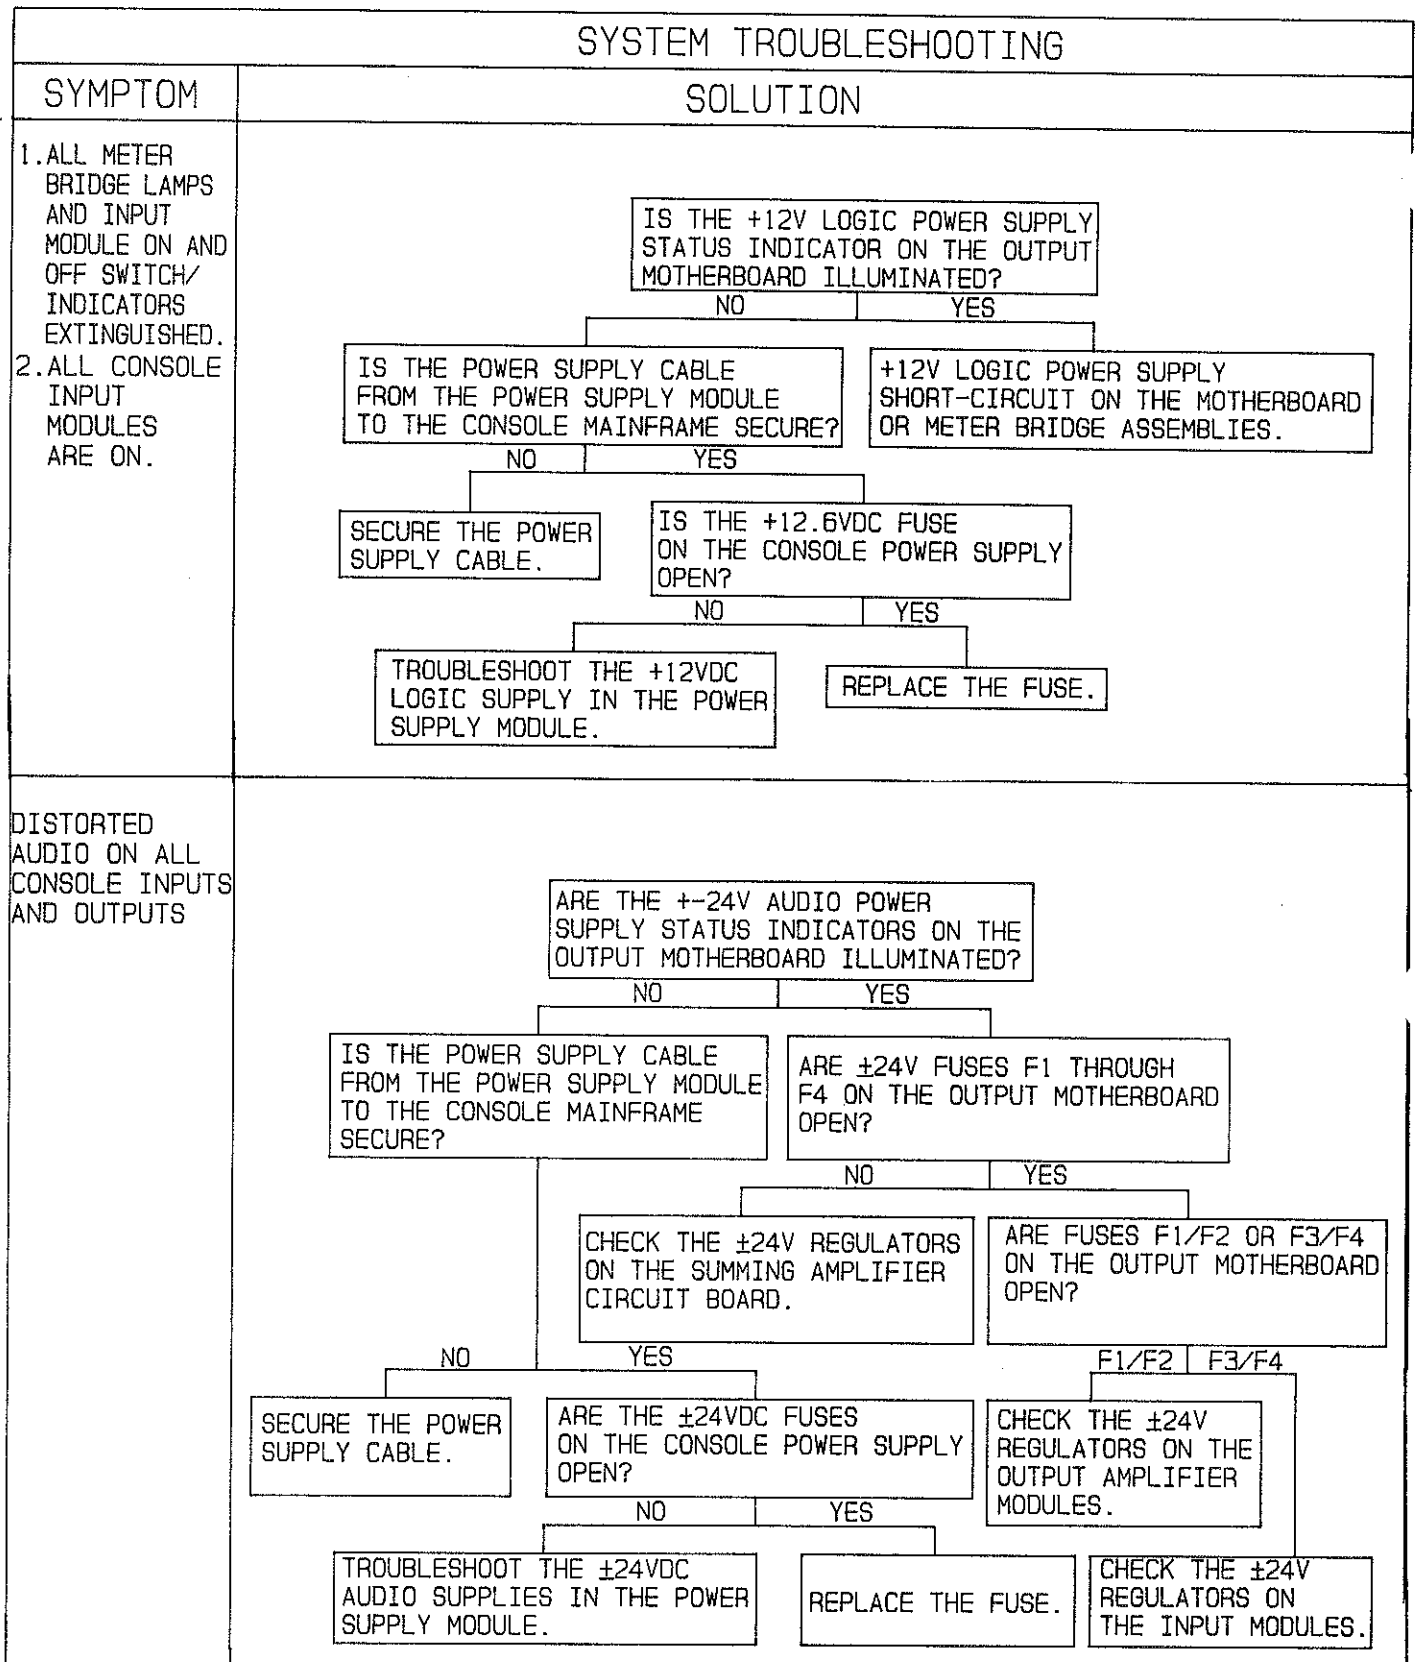 SYSTEM TROUBLESHOOTING
SYMPTOM
SOLUTION
1.ALL METER
BRIDGE LAMPS
AND INPUT
MODULE ON AND
OFF SWITCH/
INDICATORS
EXTINGUISHED.
2.ALL CONSOLE
INPUT
MODULES
ARE ON.
IS THE +12V LOGIC POWER SUPPLY
STATUS INDICATOR ON THE OUTPUT
MOTHERBOARD ILLUMINATED?
NO
YES
IS THE POWER SUPPLY CABLE
FROM THE POWER SUPPLY MODULE
TO THE CONSOLE MAINFRAME SECURE?
+12V LOGIC POWER SUPPLY
SHORT-CIRCUIT ON THE MOTHERBOARD
OR METER BRIDGE ASSEMBLIES.
NO
YES
SECURE THE POWER
SUPPLY CABLE.
IS THE +12.6VDC FUSE
ON THE CONSOLE POWER SUPPLY
OPEN?
NO
YES
TROUBLESHOOT THE +12VDC
LOGIC SUPPLY IN THE POWER
SUPPLY MODULE.
REPLACE THE FUSE.
DISTORTED
AUDIO ON ALL
CONSOLE INPUTS
AND OUTPUTS
ARE THE +-24V AUDIO POWER
SUPPLY STATUS INDICATORS ON THE
OUTPUT MOTHERBOARD ILLUMINATED?
NO
YES
IS THE POWER SUPPLY CABLE
FROM THE POWER SUPPLY MODULE
TO THE CONSOLE MAINFRAME
SECURE?
ARE ±24V FUSES F1 THROUGH
F4 ON THE OUTPUT MOTHERBOARD
OPEN?
NO
YES
CHECK THE ±24V REGULATORS
ON THE SUMMING AMPLIFIER
CIRCUIT BOARD.
ARE FUSES F1/F2 OR F3/F4
ON THE OUTPUT MOTHERBOARD
OPEN?
NO
YES
F1/F2
F3/F4
SECURE THE POWER
SUPPLY CABLE.
ARE THE ±24VDC FUSES
ON THE CONSOLE POWER SUPPLY
OPEN?
CHECK THE ±24V
REGULATORS ON THE
OUTPUT AMPLIFIER
MODULES.
NO
YES
TROUBLESHOOT THE ±24VDC
AUDIO SUPPLIES IN THE POWER
SUPPLY MODULE.
REPLACE THE FUSE.
CHECK THE ±24V
REGULATORS ON
THE INPUT MODULES.